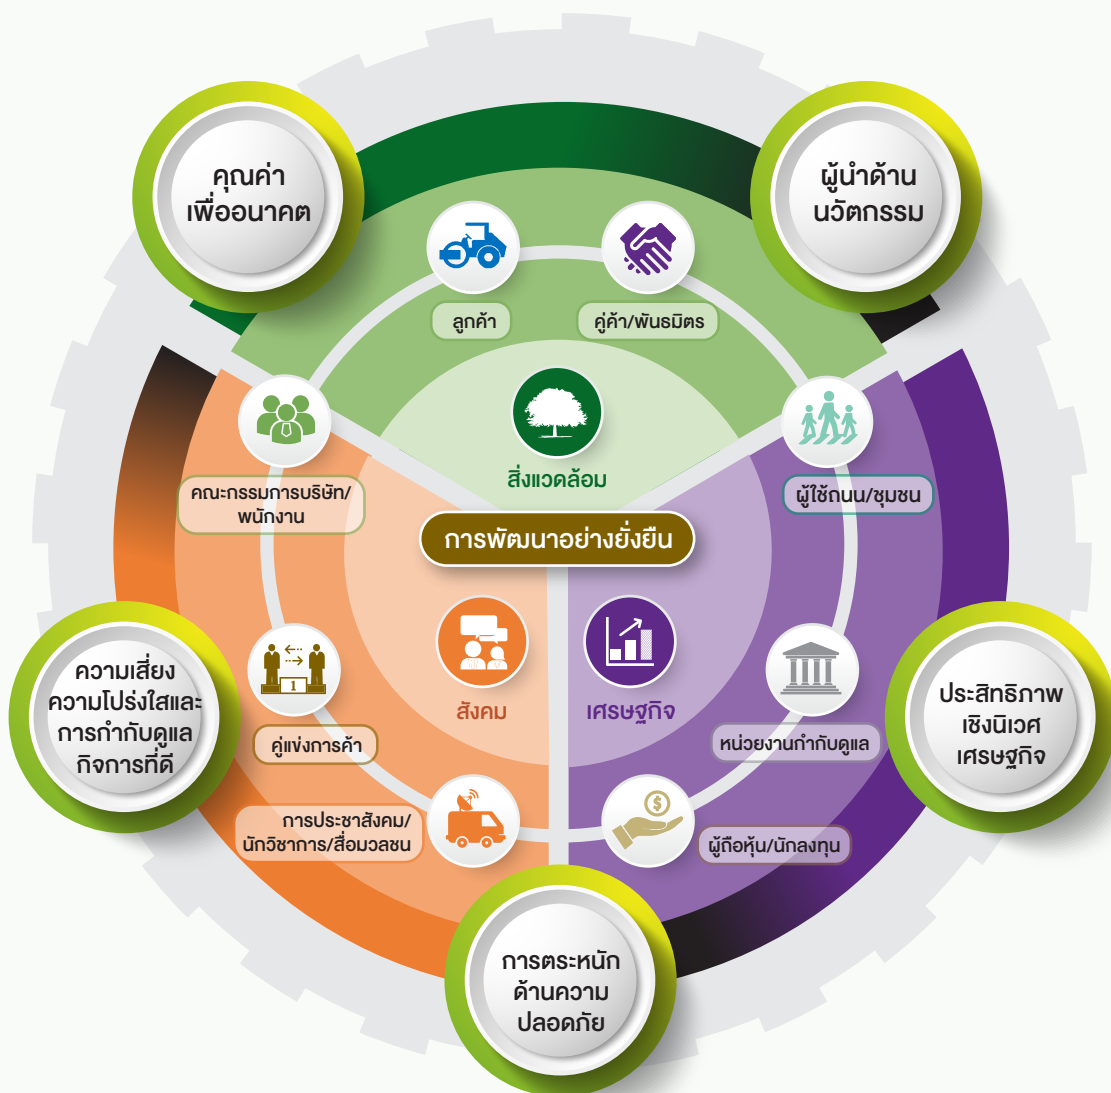 คุณค่า
เพื่ออนาคต
ผู้นำด้าน
นวัตกรรม
ลูกค้า
คู่ค้า/พันธมิตร
สิ่งแวดล้อม
คณะกรรมการบริษัท/
พนักงาน
ผู้ใช้ถนน/ชุมชน
การพัฒนาอย่างยั่งยืน
ความเสี่ยง
ความโปร่งใสและ
การกำกับดูแล
กิจการที่ดี
1
คู่แข่งการค้า
สังคม
เศรษฐกิจ
หน่วยงานกำกับดูแล
ประสิทธิภาพ
เชิงนิเวศ
เศรษฐกิจ
การประชาสังคม/
นักวิชาการ/สื่อมวลชน
$
ผู้ถือหุ้น/นักลงทุน
การตระหนัก
ด้านความ
ปลอดภัย